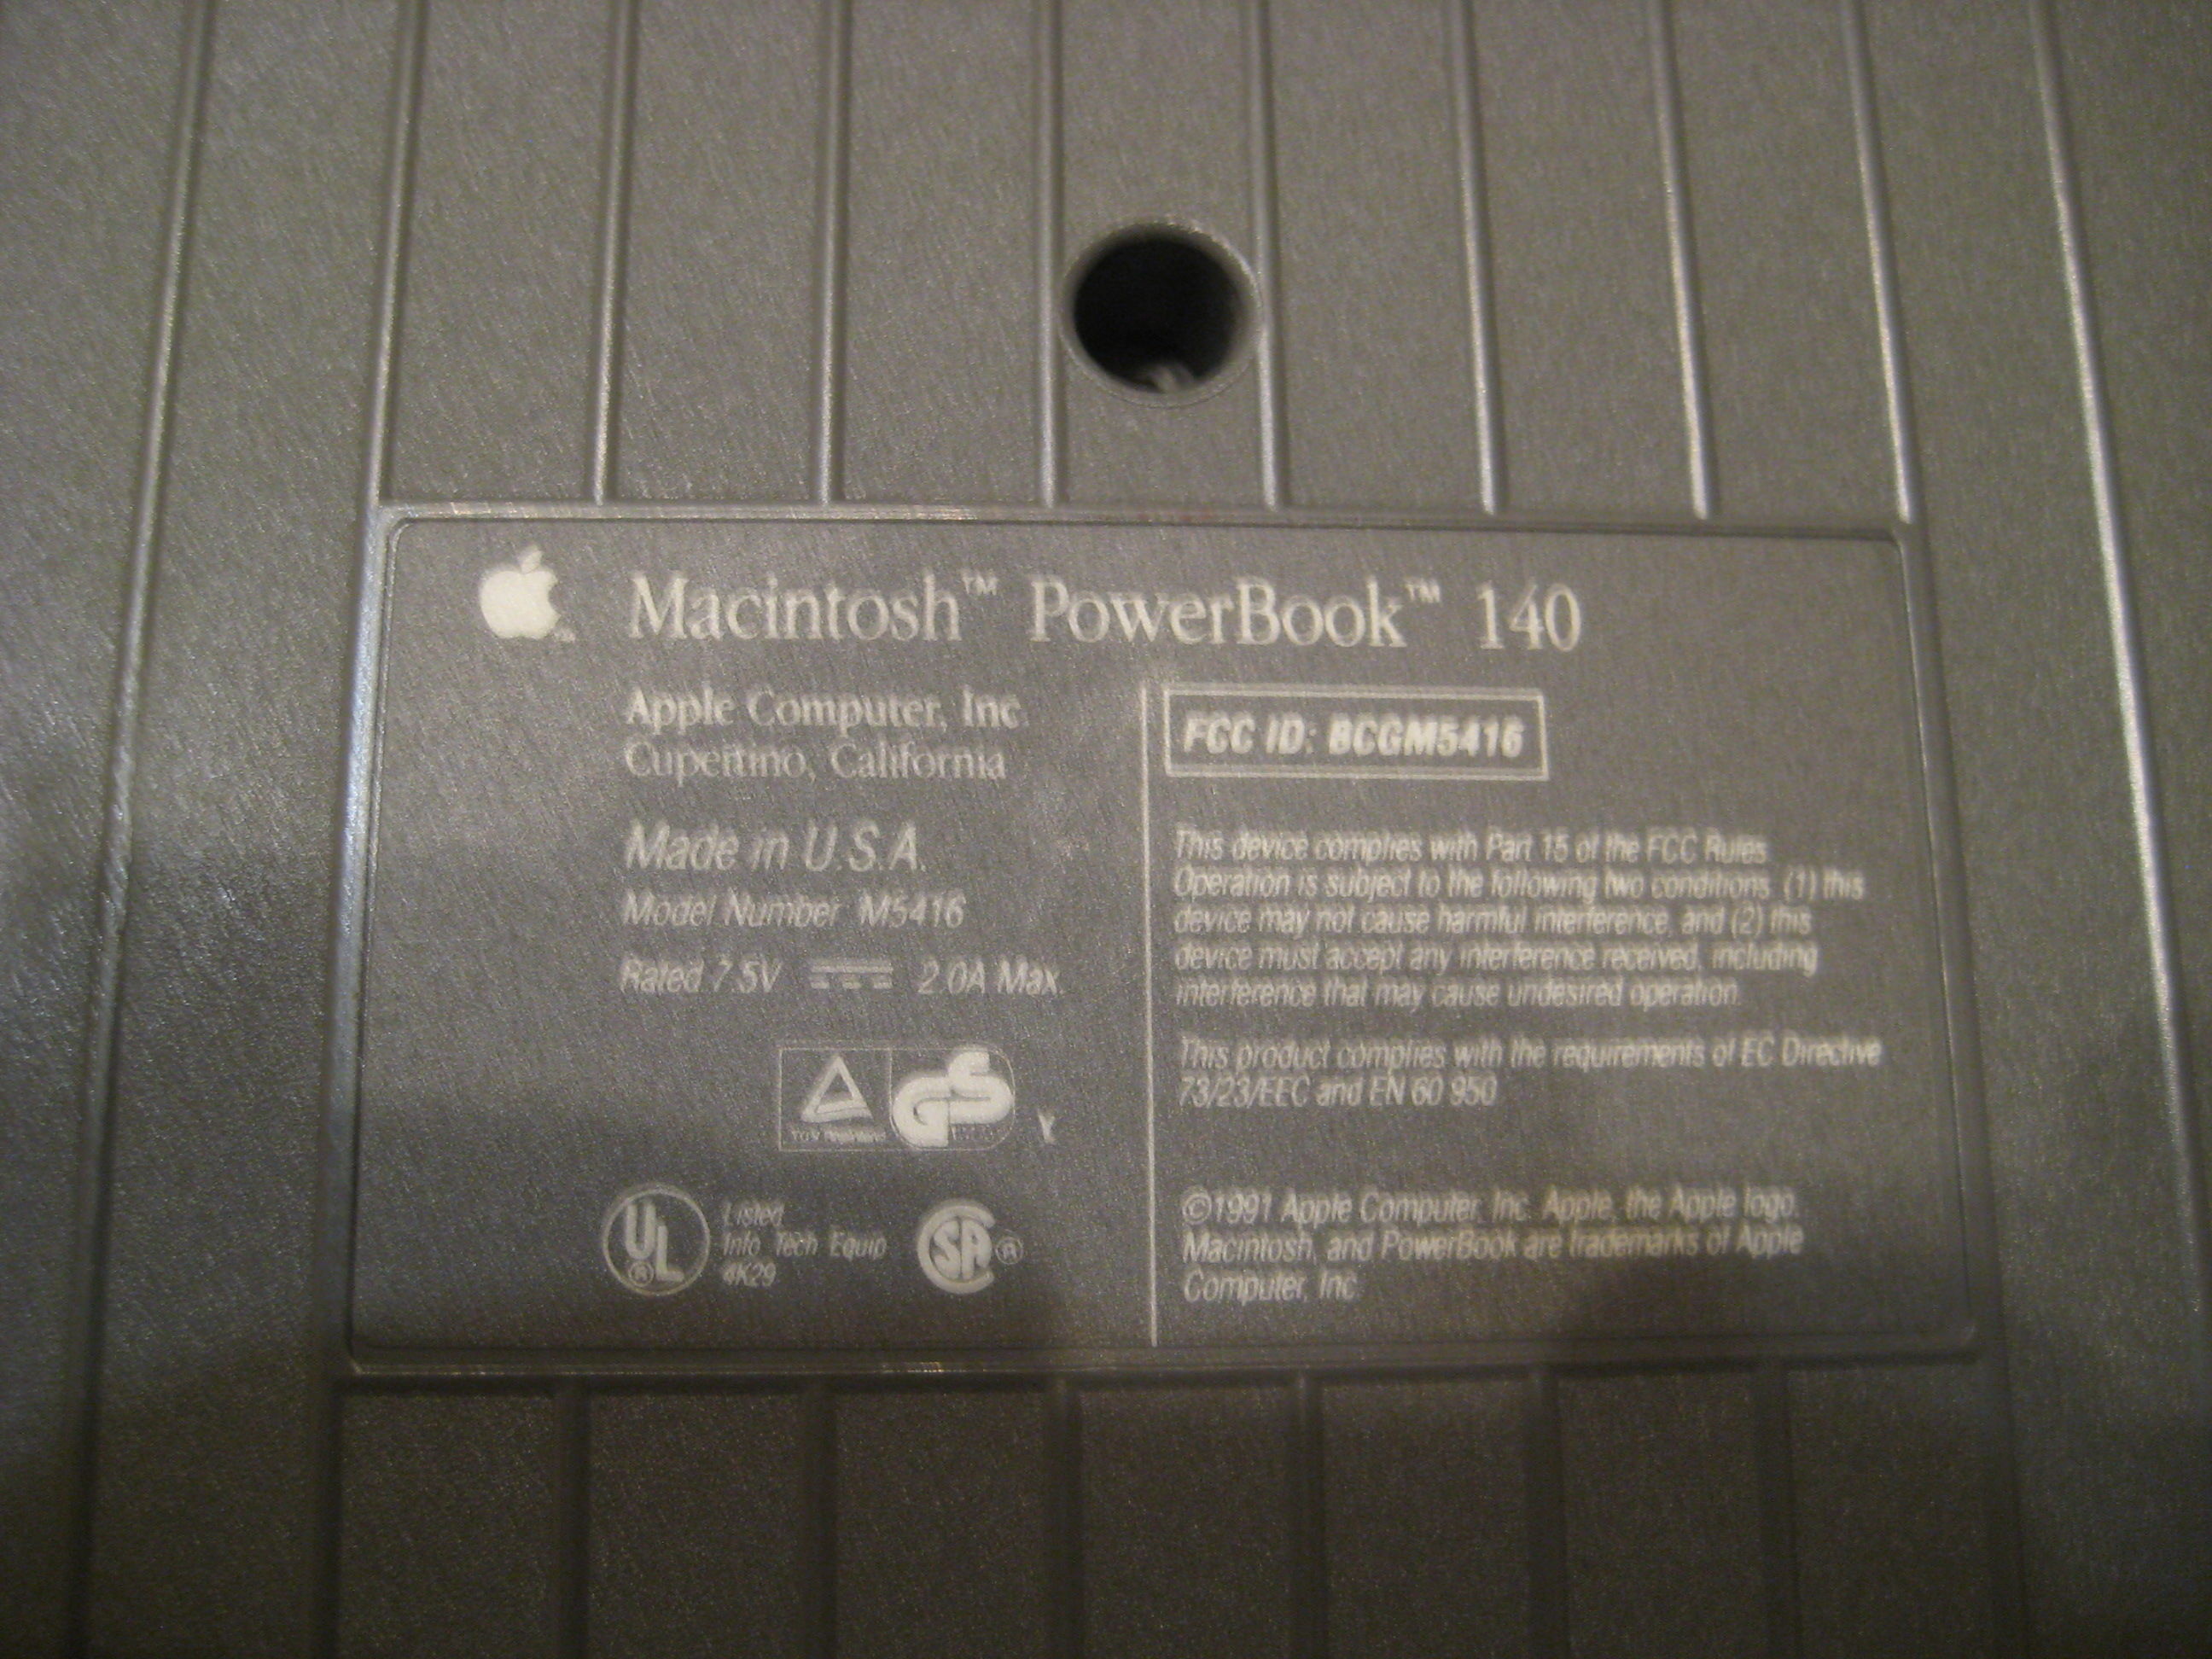 Macintosh™ PowerBook™ 140
Apple Computer, Inc.
Cupertino, California
Made in U.S.A.
Model Number M5416
Rated 7.5V 2.0A Max.
GS
UL ®
Listed
Info Tech Equip
4K29
SA ®
FCC ID: BCGM5416
This device complies with Part 15 of the FCC Rules.
Operation is subject to the following two conditions. (1) this
device may not cause harmful interference, and (2) this
device must accept any interference received, including
interference that may cause undesired operation.
This product complies with the requirements of EC Directive
73/23/EEC and EN 60 950
©1991 Apple Computer, Inc. Apple, the Apple logo,
Macintosh, and PowerBook are trademarks of Apple
Computer, Inc.